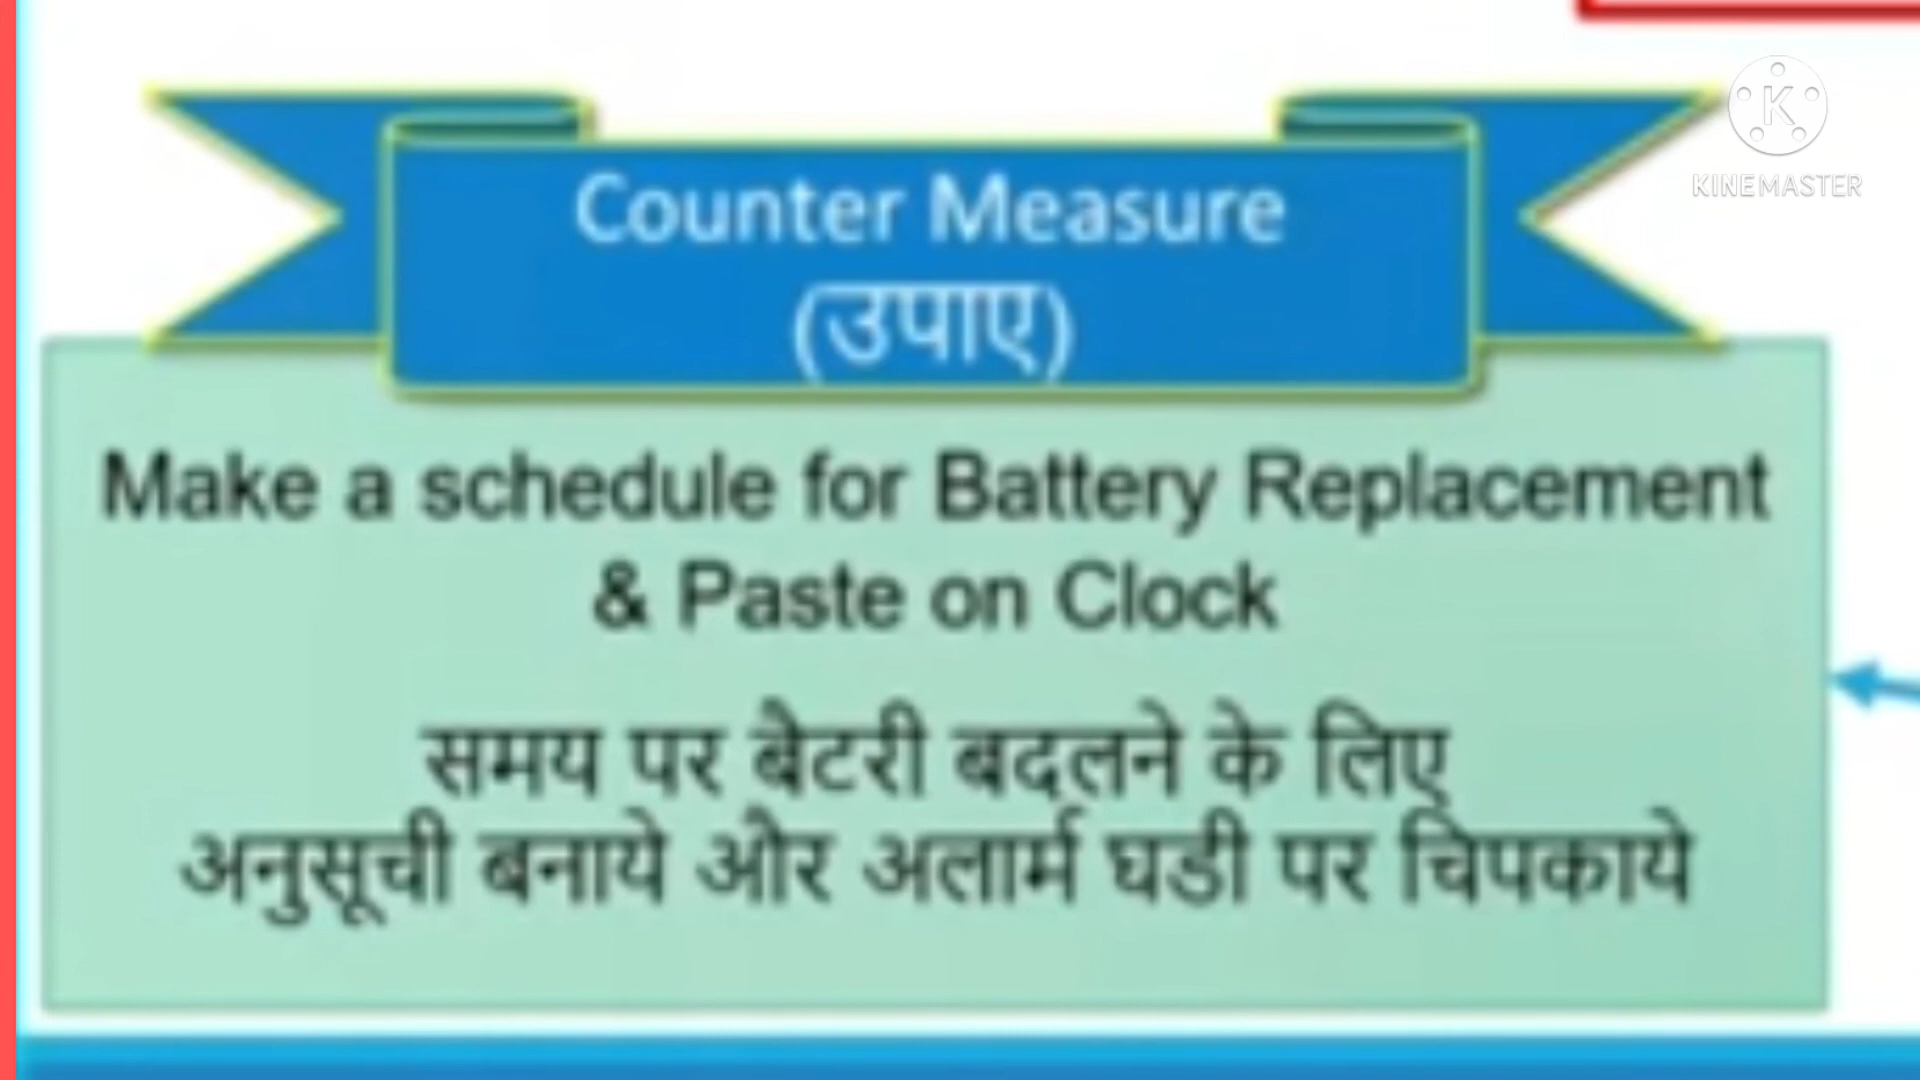 K
KINEMASTER
Counter Measure
(उपाए)
Make a schedule for Battery Replacement
& Paste on Clock
समय पर बैटरी बदलने के लिए
अनुसूची बनाये और अलार्म घडी पर चिपकाये